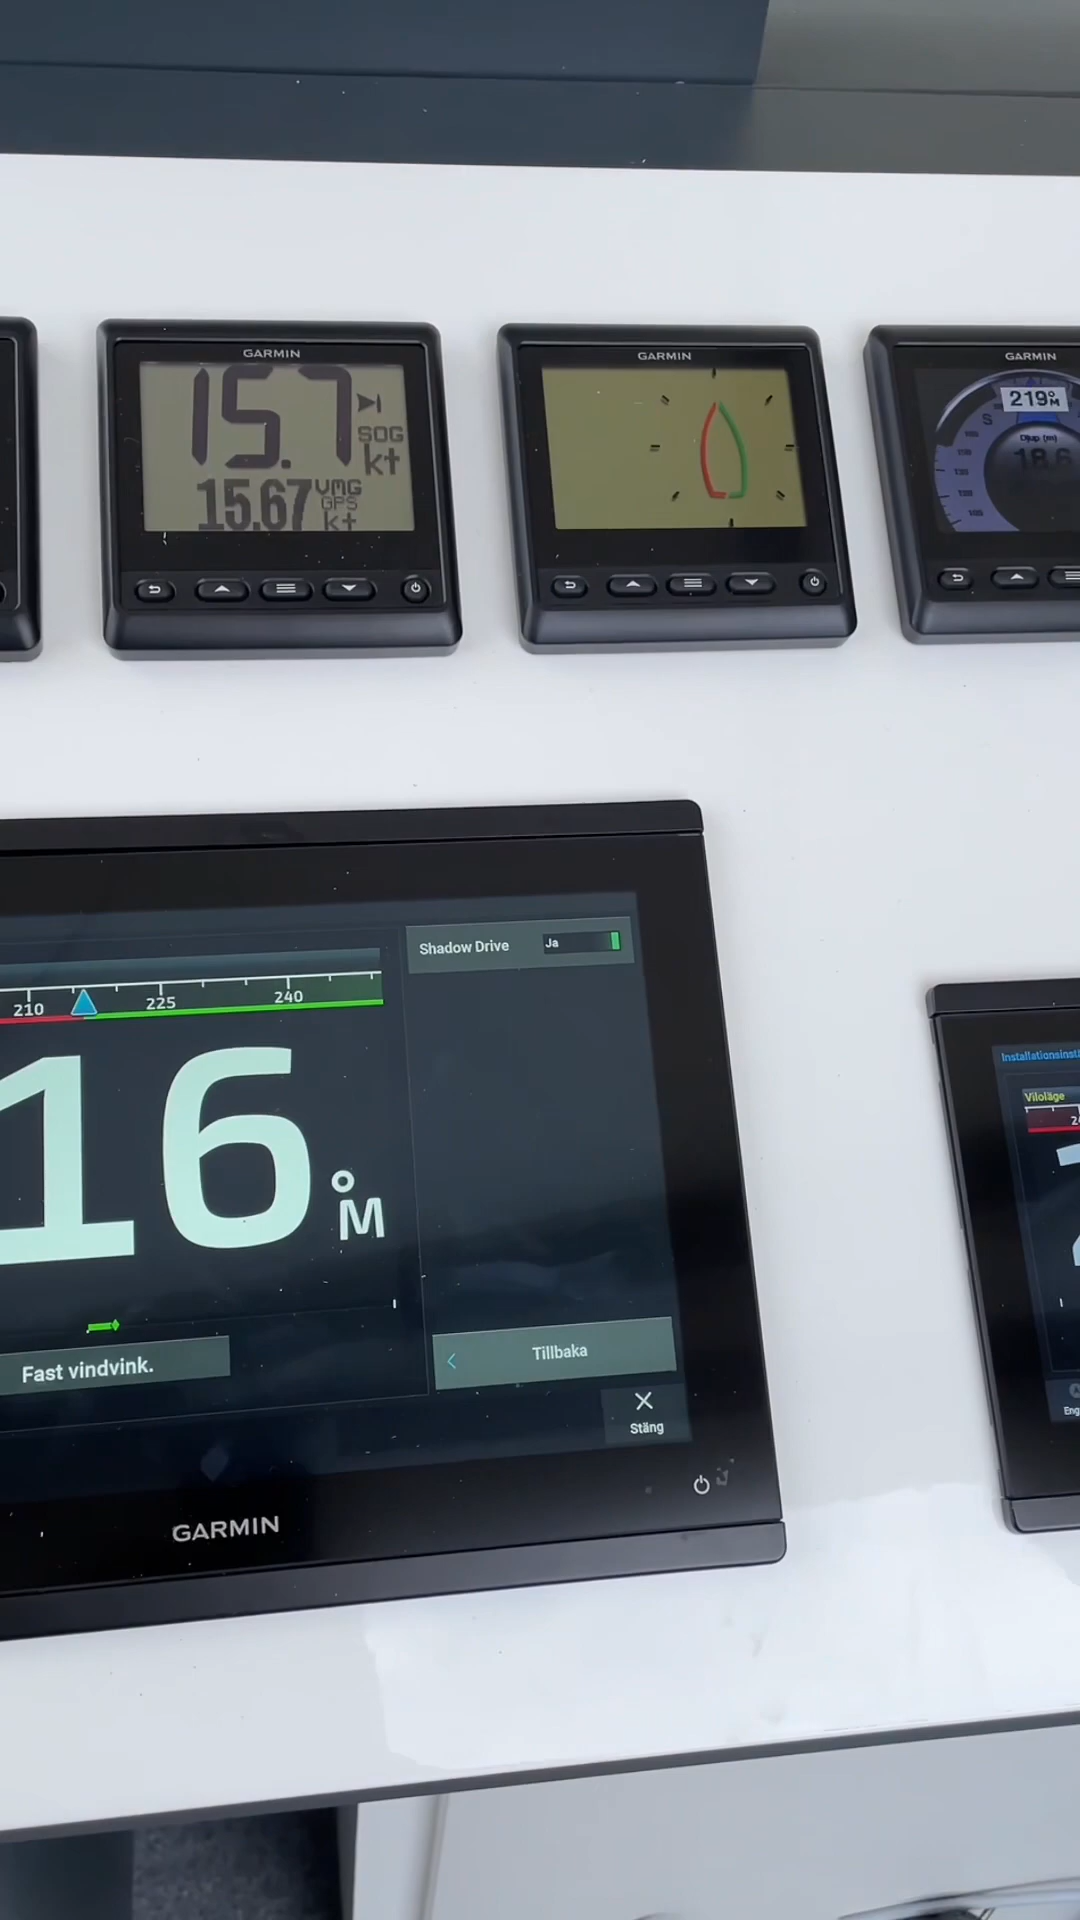 GARMIN
15.7
SOG
kt
15.67
VMG
GPS
kt
GARMIN
GARMIN
219°M
S
Djup (m)
18.6
Shadow Drive
Ja
210
225
240
16°M
Fast vindvink.
Tillbaka
Stäng
GARMIN
Viloläge